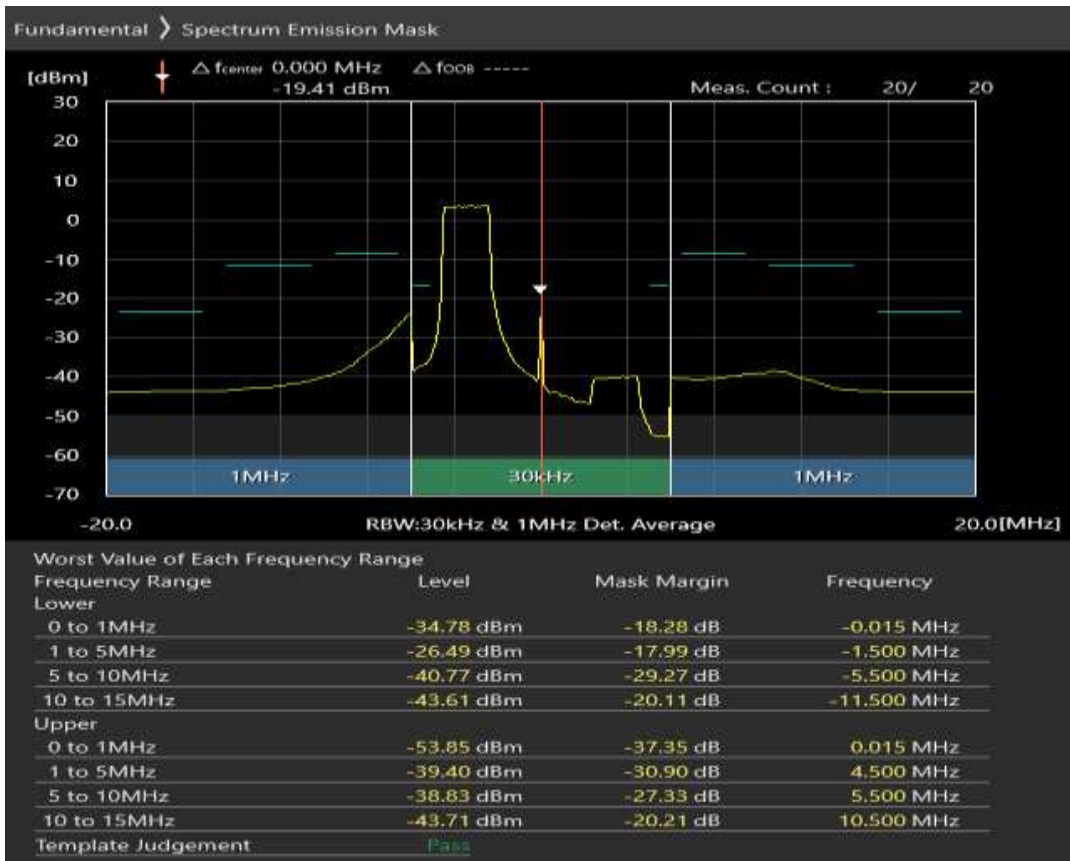 Fundamental 〉 Spectrum Emission Mask
[dBm] △ fcenter 0.000 MHz △ fOOB -----
-19.41 dBm Meas. Count : 20/ 20
30
20
10
0
-10
-20
-30
-40
-50
-60
-70
1MHz 30kHz 1MHz
-20.0 RBW:30kHz & 1MHz Det. Average 20.0[MHz]
Worst Value of Each Frequency Range
Frequency Range Level Mask Margin Frequency
Lower
0 to 1MHz -34.78 dBm -18.28 dB -0.015 MHz
1 to 5MHz -26.49 dBm -17.99 dB -1.500 MHz
5 to 10MHz -40.77 dBm -29.27 dB -5.500 MHz
10 to 15MHz -43.61 dBm -20.11 dB -11.500 MHz
Upper
0 to 1MHz -53.85 dBm -37.35 dB 0.015 MHz
1 to 5MHz -39.40 dBm -30.90 dB 4.500 MHz
5 to 10MHz -38.83 dBm -27.33 dB 5.500 MHz
10 to 15MHz -43.71 dBm -20.21 dB 10.500 MHz
Template Judgement Pass